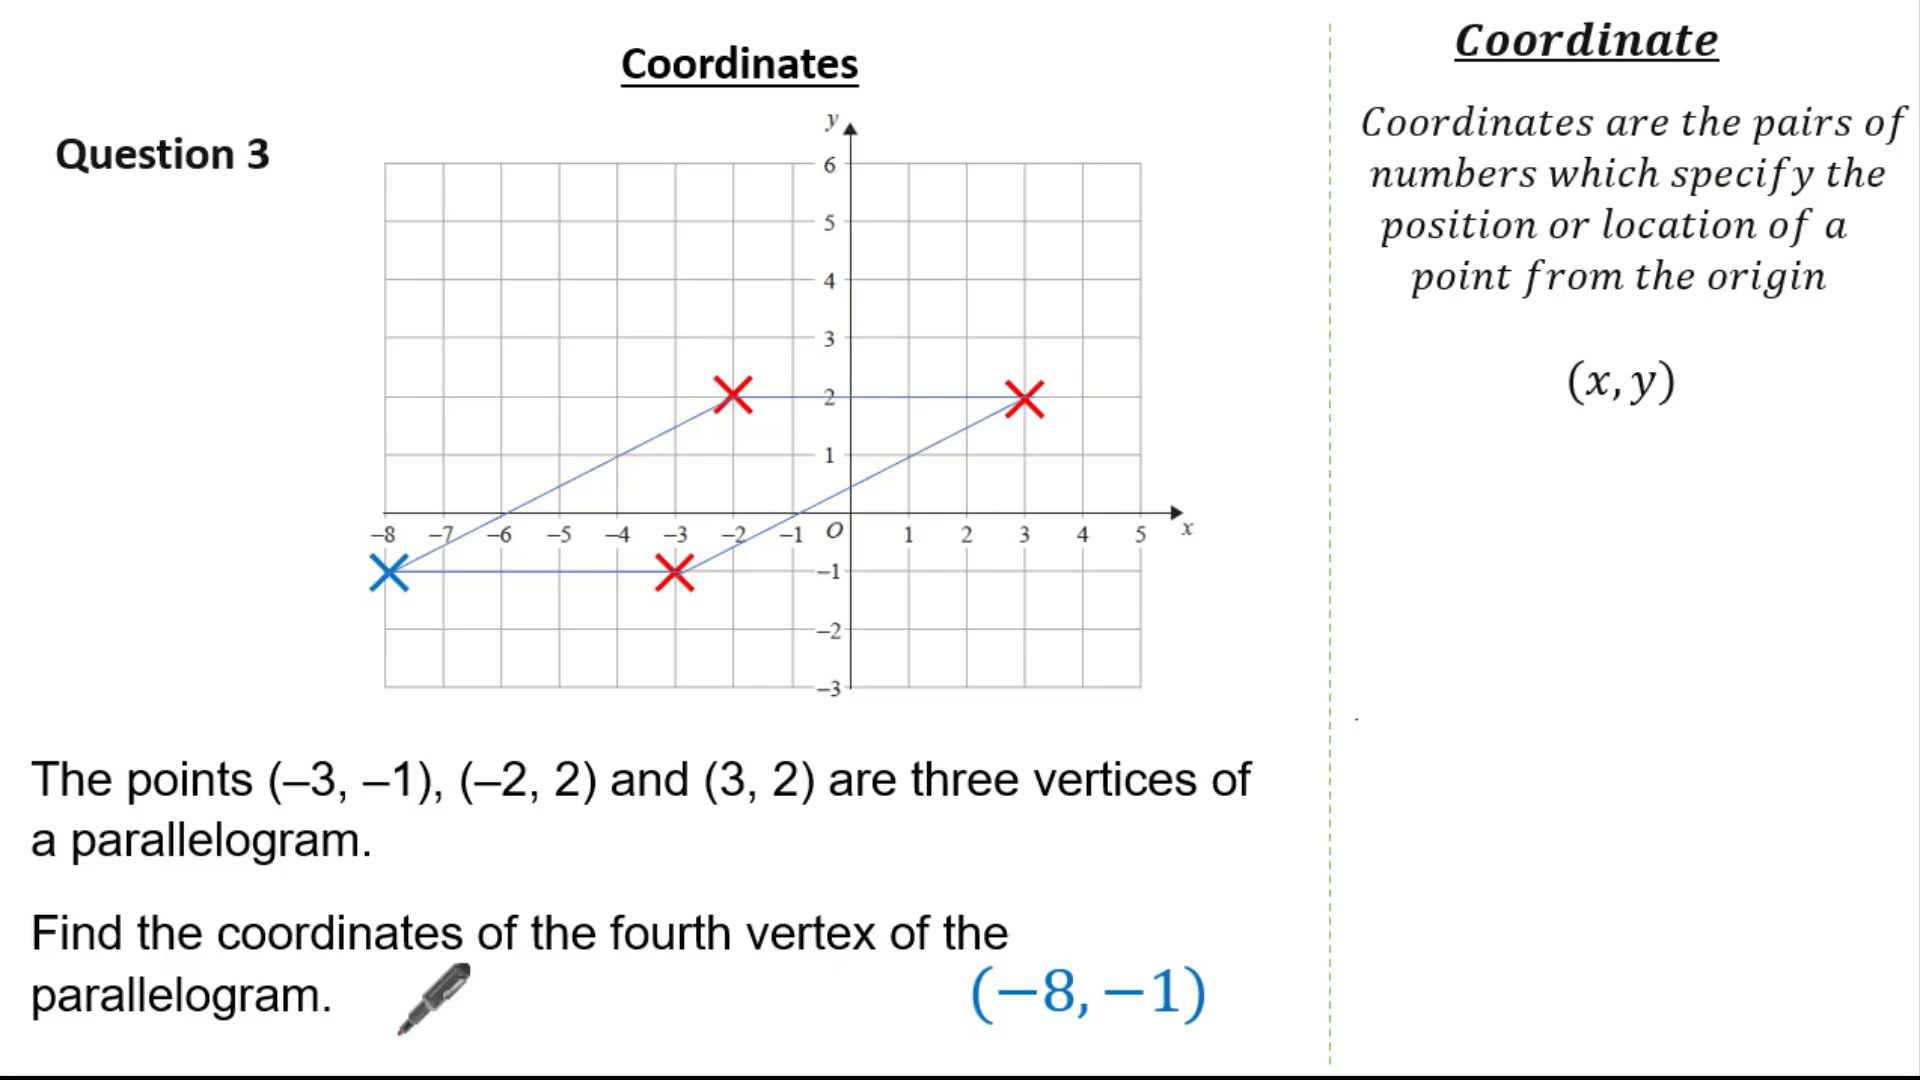 Coordinates
Question 3
y
6
5
4
3
2
1
–8 –7 –6 –5 –4 –3 –2 –1 O 1 2 3 4 5 x
–1
–2
–3
The points (–3, –1), (–2, 2) and (3, 2) are three vertices of
a parallelogram.
Find the coordinates of the fourth vertex of the
parallelogram.
(−8, −1)
Coordinate
Coordinates are the pairs of
numbers which specify the
position or location of a
point from the origin
(x, y)